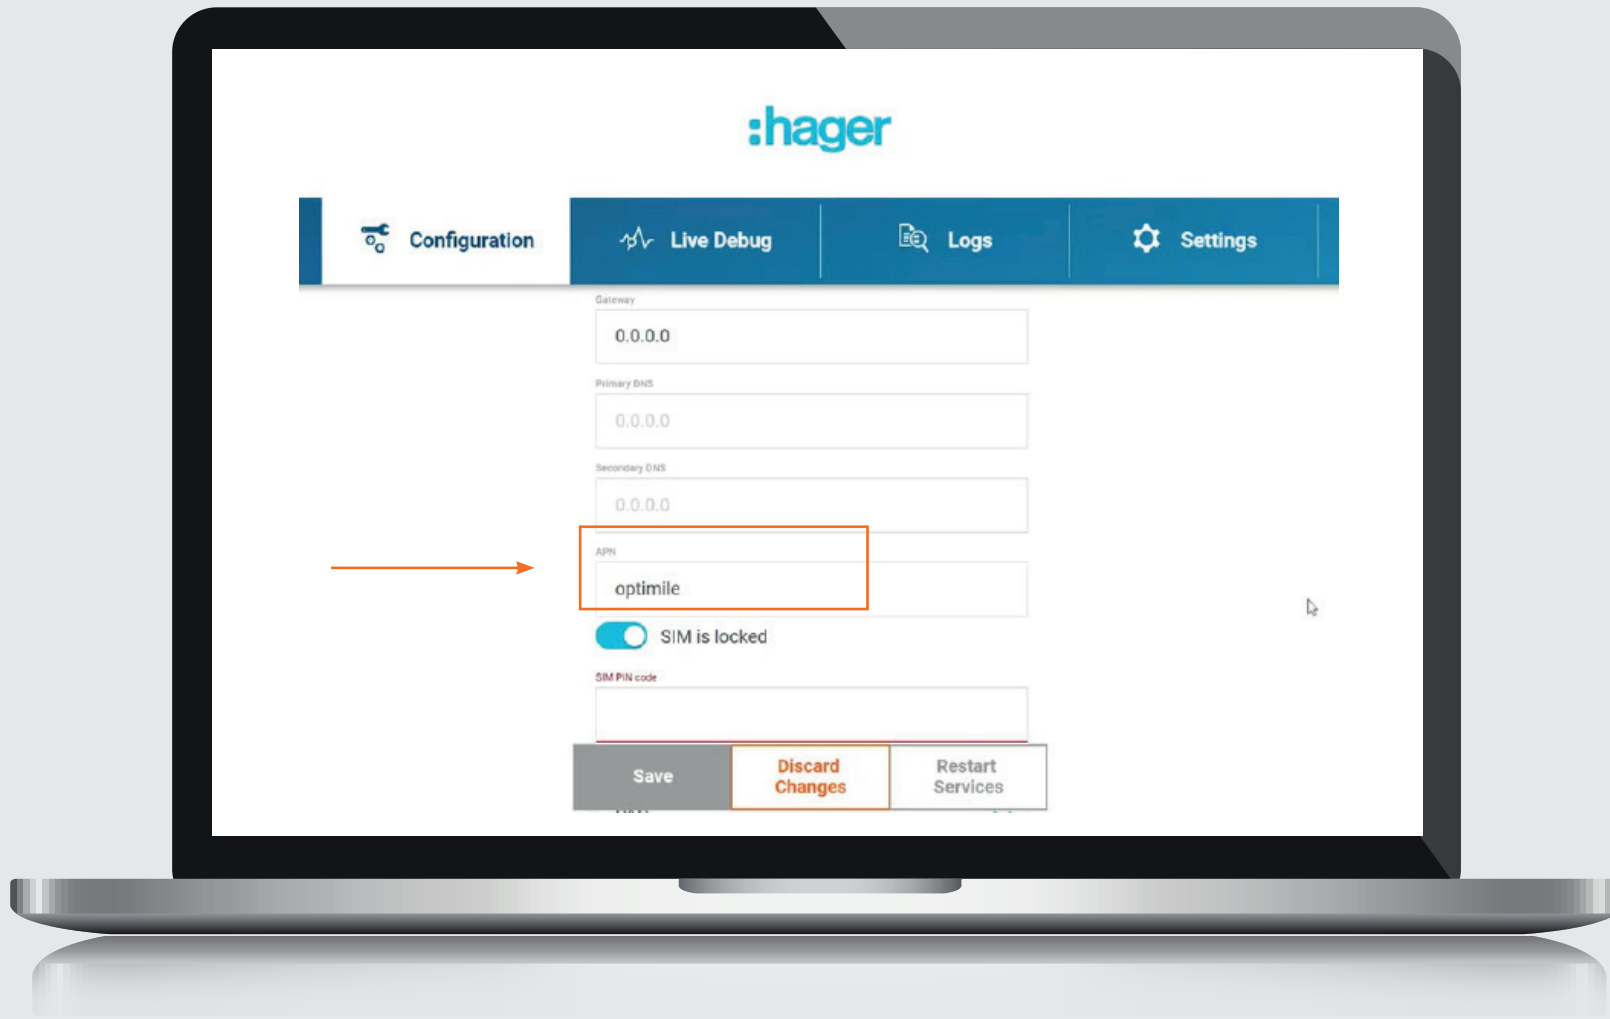 :hager
Configuration
Live Debug
Logs
Settings
Gateway
0.0.0.0
Primary DNS
0.0.0.0
Secondary DNS
0.0.0.0
APN
optimile
SIM is locked
SIM PIN code
Save
Discard
Changes
Restart
Services